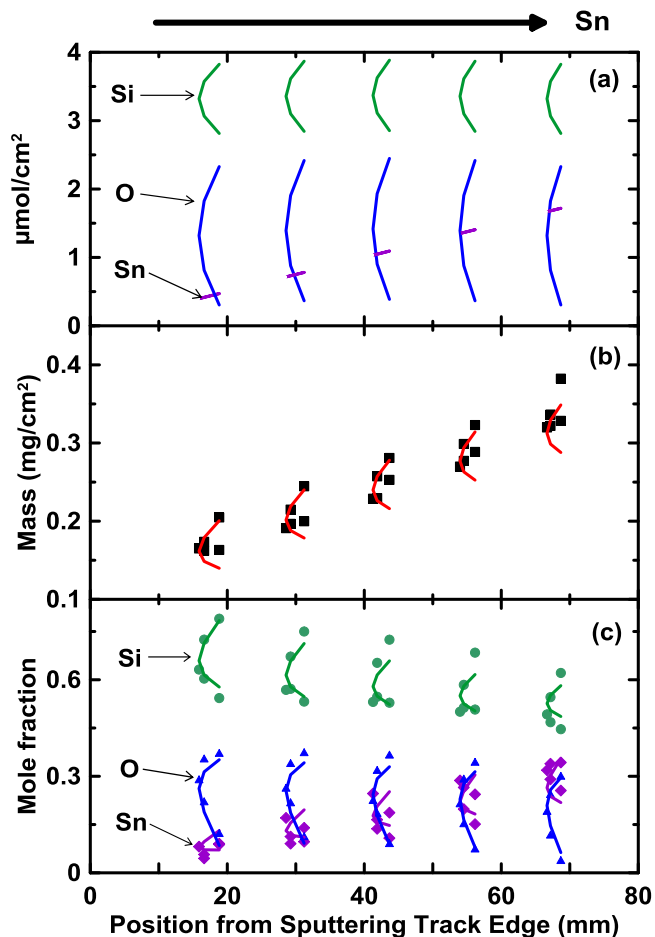 Sn
(a)
4
3
2
1
0
µmol/cm²
Si
O
Sn
(b)
0.4
0.3
0.2
0.1
Mass (mg/cm²)
(c)
0.6
0.3
0
Mole fraction
Si
O
Sn
0 20 40 60 80
Position from Sputtering Track Edge (mm)